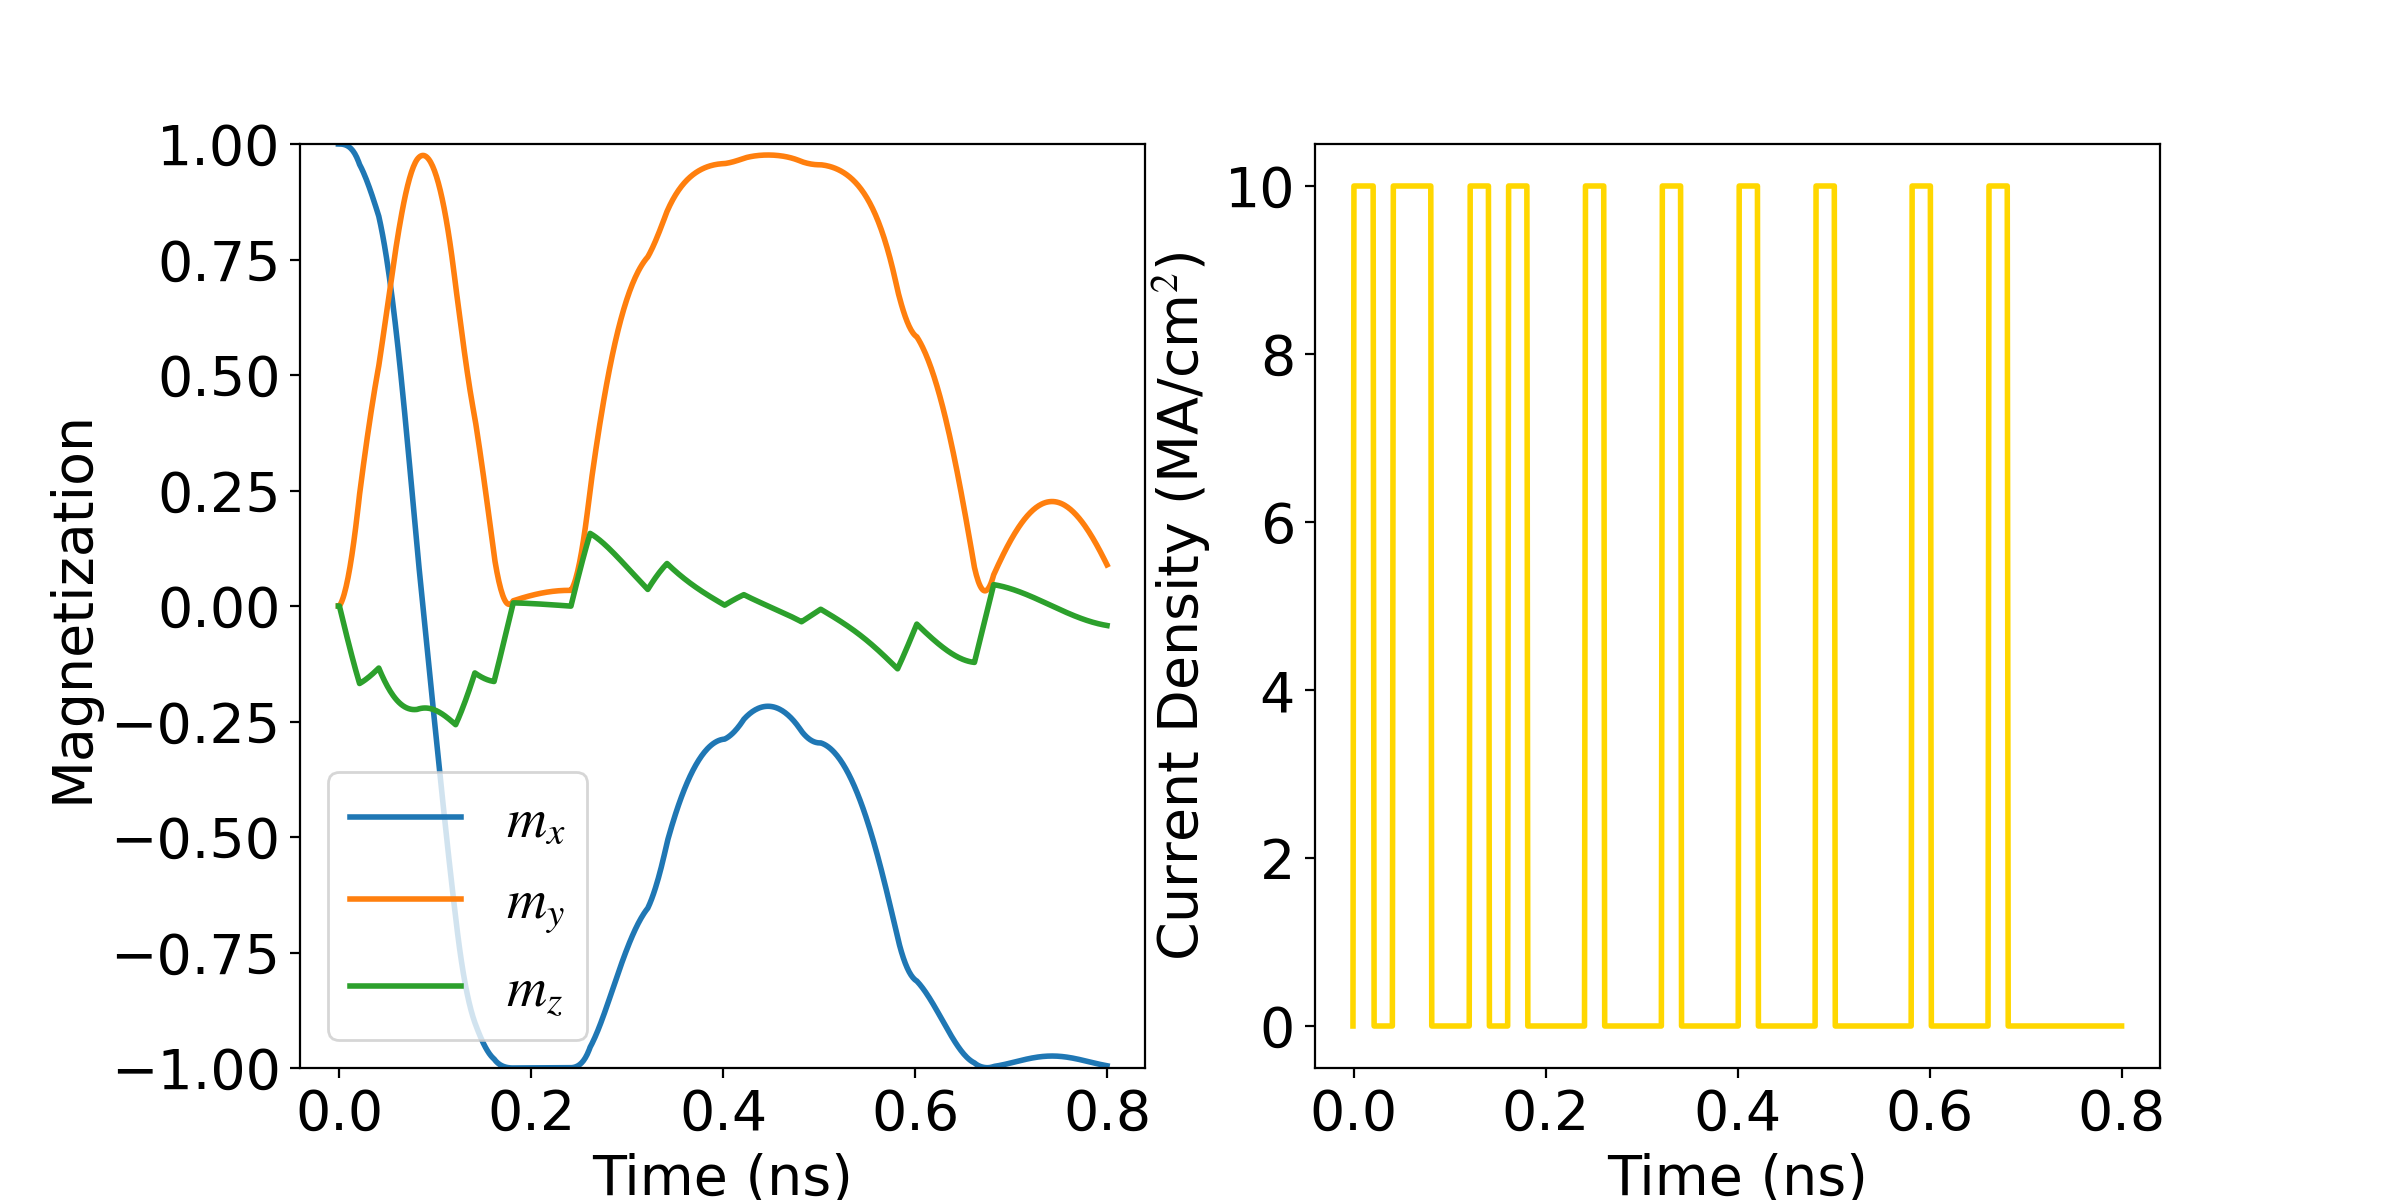 Magnetization
1.00
0.75
0.50
0.25
0.00
−0.25
−0.50
−0.75
−1.00
m_x
m_y
m_z
0.0 0.2 0.4 0.6 0.8
Time (ns)
Current Density (MA/cm²)
10
8
6
4
2
0
0.0 0.2 0.4 0.6 0.8
Time (ns)